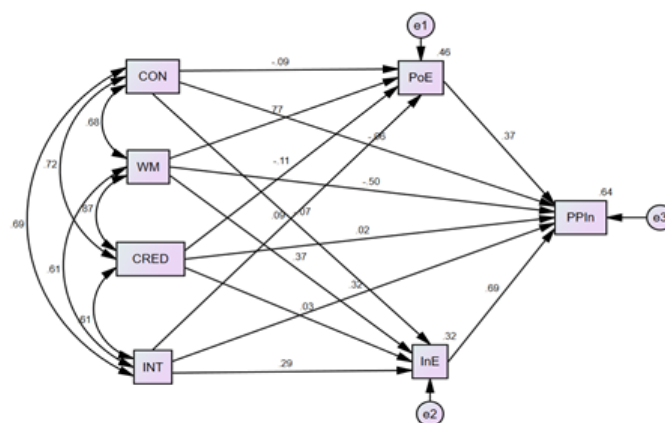 e1
.46
CON
-.09
PoE
.77
.68
.37
.72
-.11
WM
-.50
.64
.87
PPIn
e3
.69
.09
.07
.02
.37
CRED
.32
.61
.03
.69
.61
.32
INT
.29
InE
e2